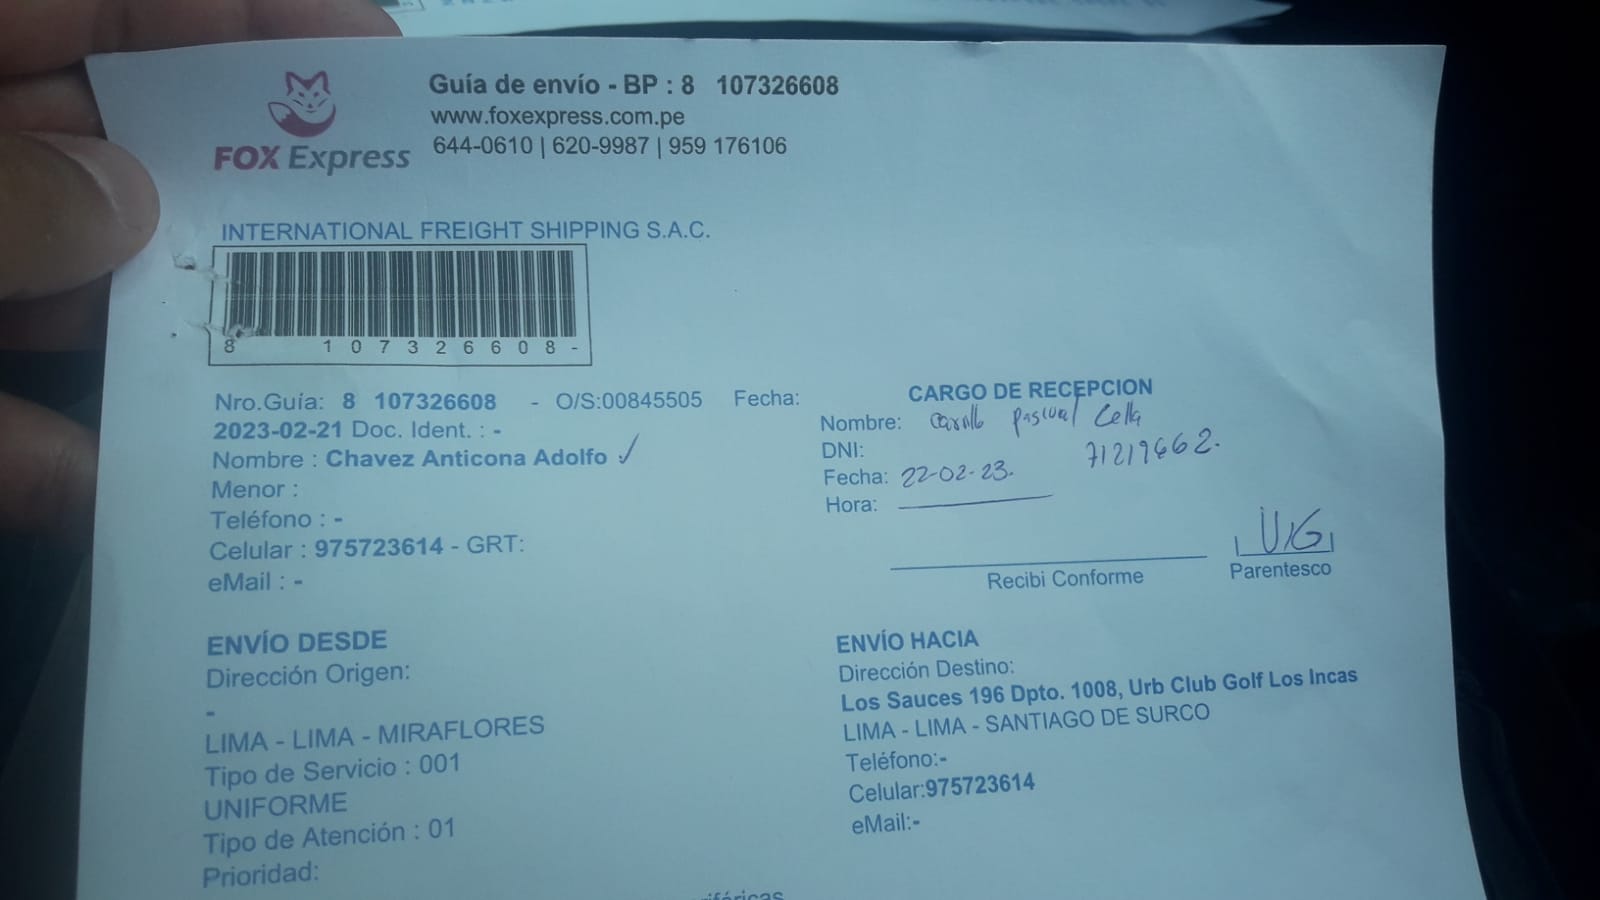 FOX Express
Guía de envío - BP : 8 107326608
www.foxexpress.com.pe
644-0610 | 620-9987 | 959 176106
INTERNATIONAL FREIGHT SHIPPING S.A.C.
8 107326608-
Nro.Guía: 8 107326608 - O/S:00845505 Fecha:
2023-02-21 Doc. Ident. : -
Nombre : Chavez Anticona Adolfo
Menor :
Teléfono : -
Celular : 975723614 - GRT:
eMail : -
CARGO DE RECEPCION
Nombre: Pascual
DNI: 71219662.
Fecha: 22-02-23.
Hora:
Recibi Conforme
Parentesco
ENVÍO DESDE
Dirección Origen:
-
LIMA - LIMA - MIRAFLORES
Tipo de Servicio : 001
UNIFORME
Tipo de Atención : 01
Prioridad:
ENVÍO HACIA
Dirección Destino:
Los Sauces 196 Dpto. 1008, Urb Club Golf Los Incas
LIMA - LIMA - SANTIAGO DE SURCO
Teléfono:-
Celular:975723614
eMail:-